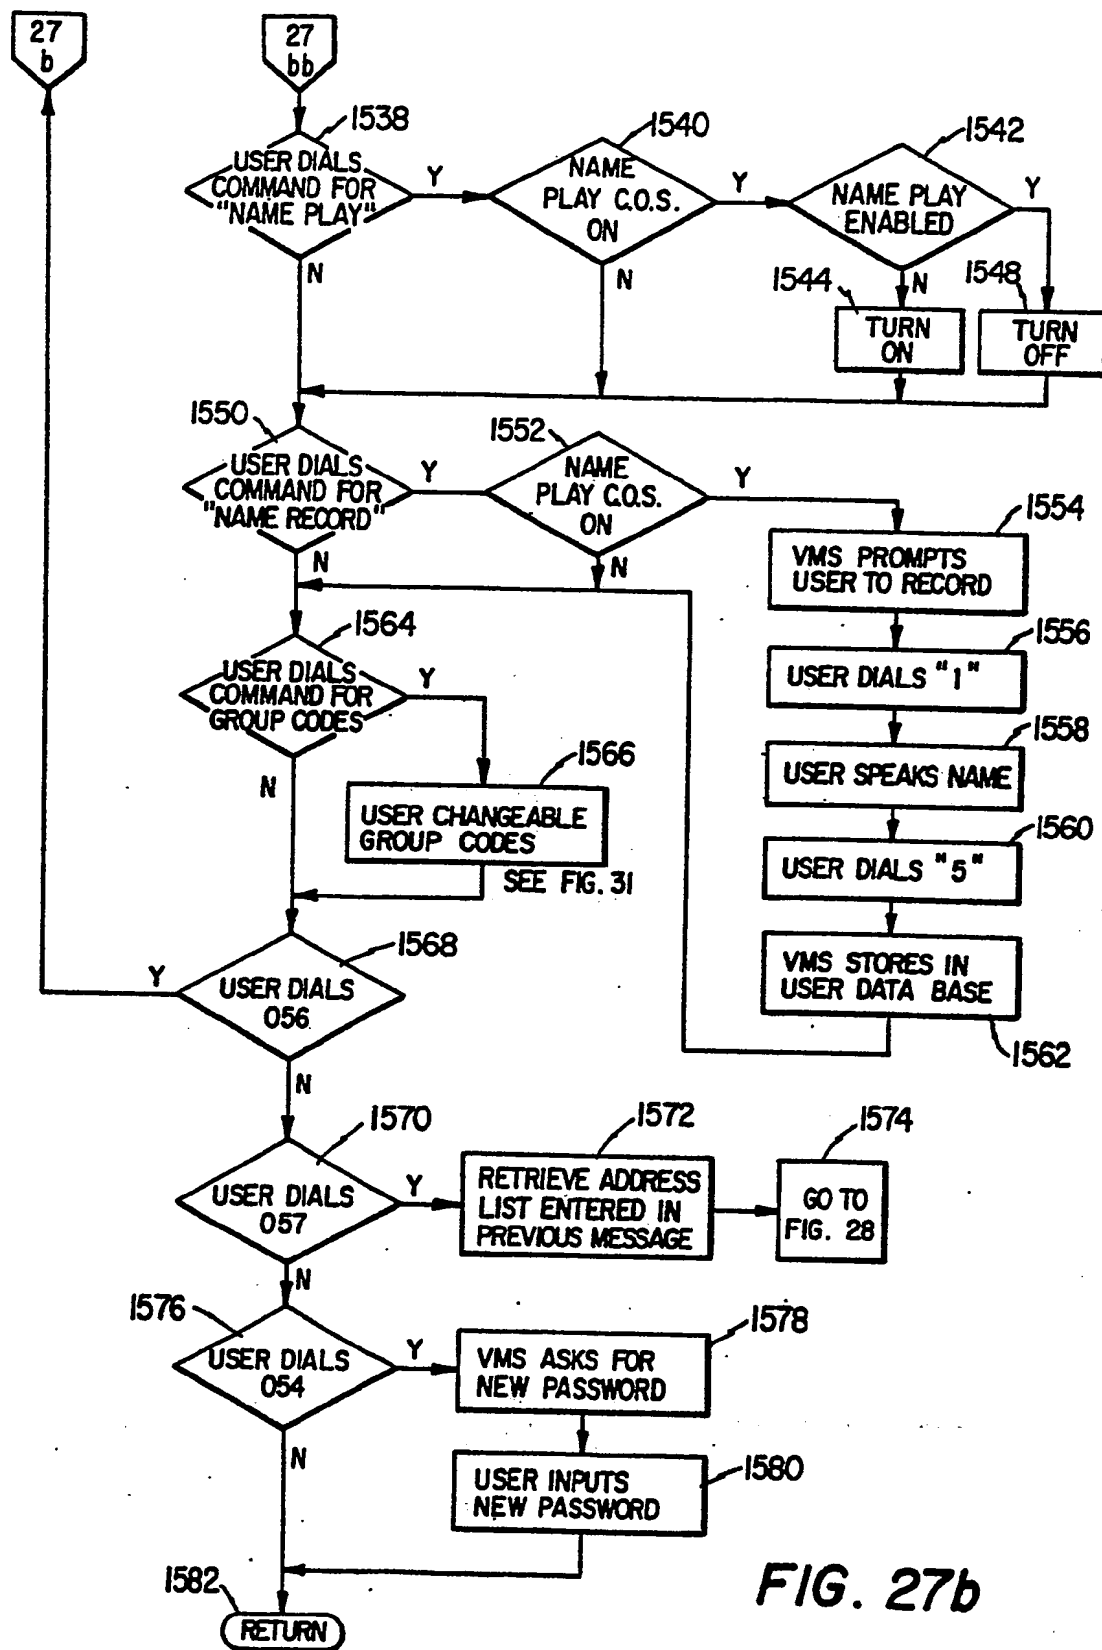 27
b
27
bb
1538
USER DIALS
COMMAND FOR
"NAME PLAY"
Y
N
1540
NAME
PLAY C.O.S.
ON
Y
N
1542
NAME PLAY
ENABLED
Y
N
1544
TURN
ON
1548
TURN
OFF
1550
USER DIALS
COMMAND FOR
"NAME RECORD"
Y
N
1552
NAME
PLAY C.O.S.
ON
Y
N
1554
VMS PROMPTS
USER TO RECORD
1556
USER DIALS "1"
1558
USER SPEAKS NAME
1560
USER DIALS "5"
VMS STORES IN
USER DATA BASE
1562
1564
USER DIALS
COMMAND FOR
GROUP CODES
Y
N
1566
USER CHANGEABLE
GROUP CODES
SEE FIG. 31
1568
Y
USER DIALS
056
N
1570
USER DIALS
057
Y
N
1572
RETRIEVE ADDRESS
LIST ENTERED IN
PREVIOUS MESSAGE
1574
GO TO
FIG. 28
1576
USER DIALS
054
Y
N
1578
VMS ASKS FOR
NEW PASSWORD
1580
USER INPUTS
NEW PASSWORD
1582
RETURN
FIG. 27b